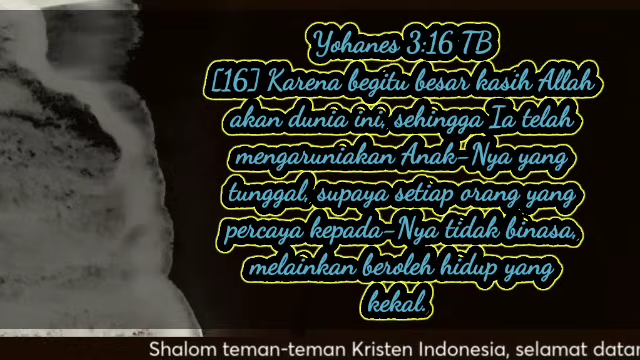 Yohanes 3:16 TB
[16] Karena begitu besar kasih Allah
akan dunia ini, sehingga Ia telah
mengaruniakan Anak-Nya yang
tunggal, supaya setiap orang yang
percaya kepada-Nya tidak binasa,
melainkan beroleh hidup yang
kekal.
Shalom teman-teman Kristen Indonesia, selamat